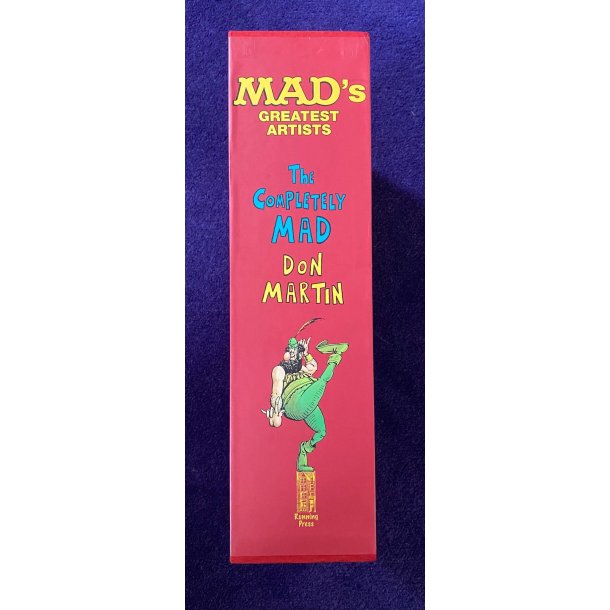 MAD's
GREATEST
ARTISTS
The
COMPLETELY
MAD
DON
MARTIN
Running
Press